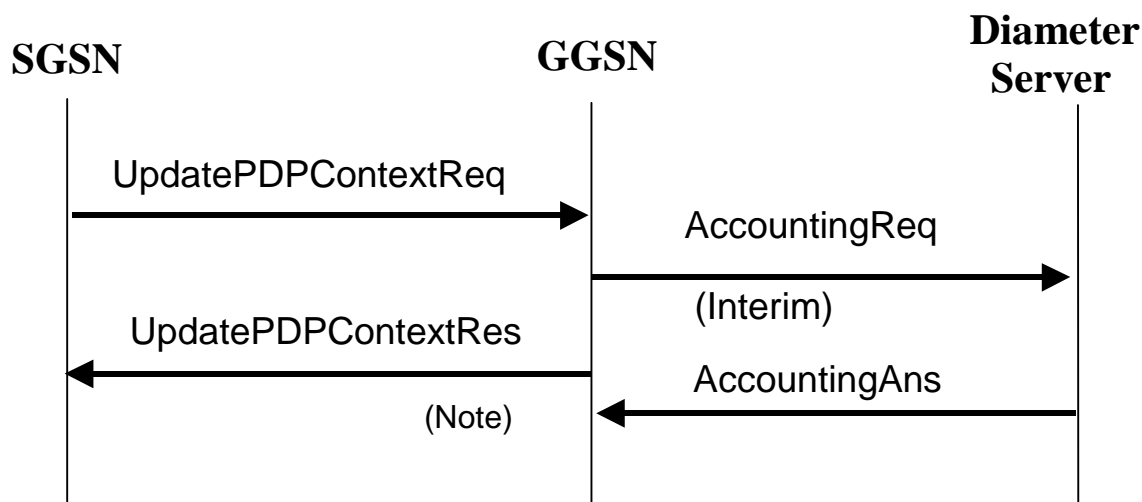 SGSN
GGSN
Diameter
Server
UpdatePDPContextReq
AccountingReq
(Interim)
UpdatePDPContextRes
AccountingAns
(Note)